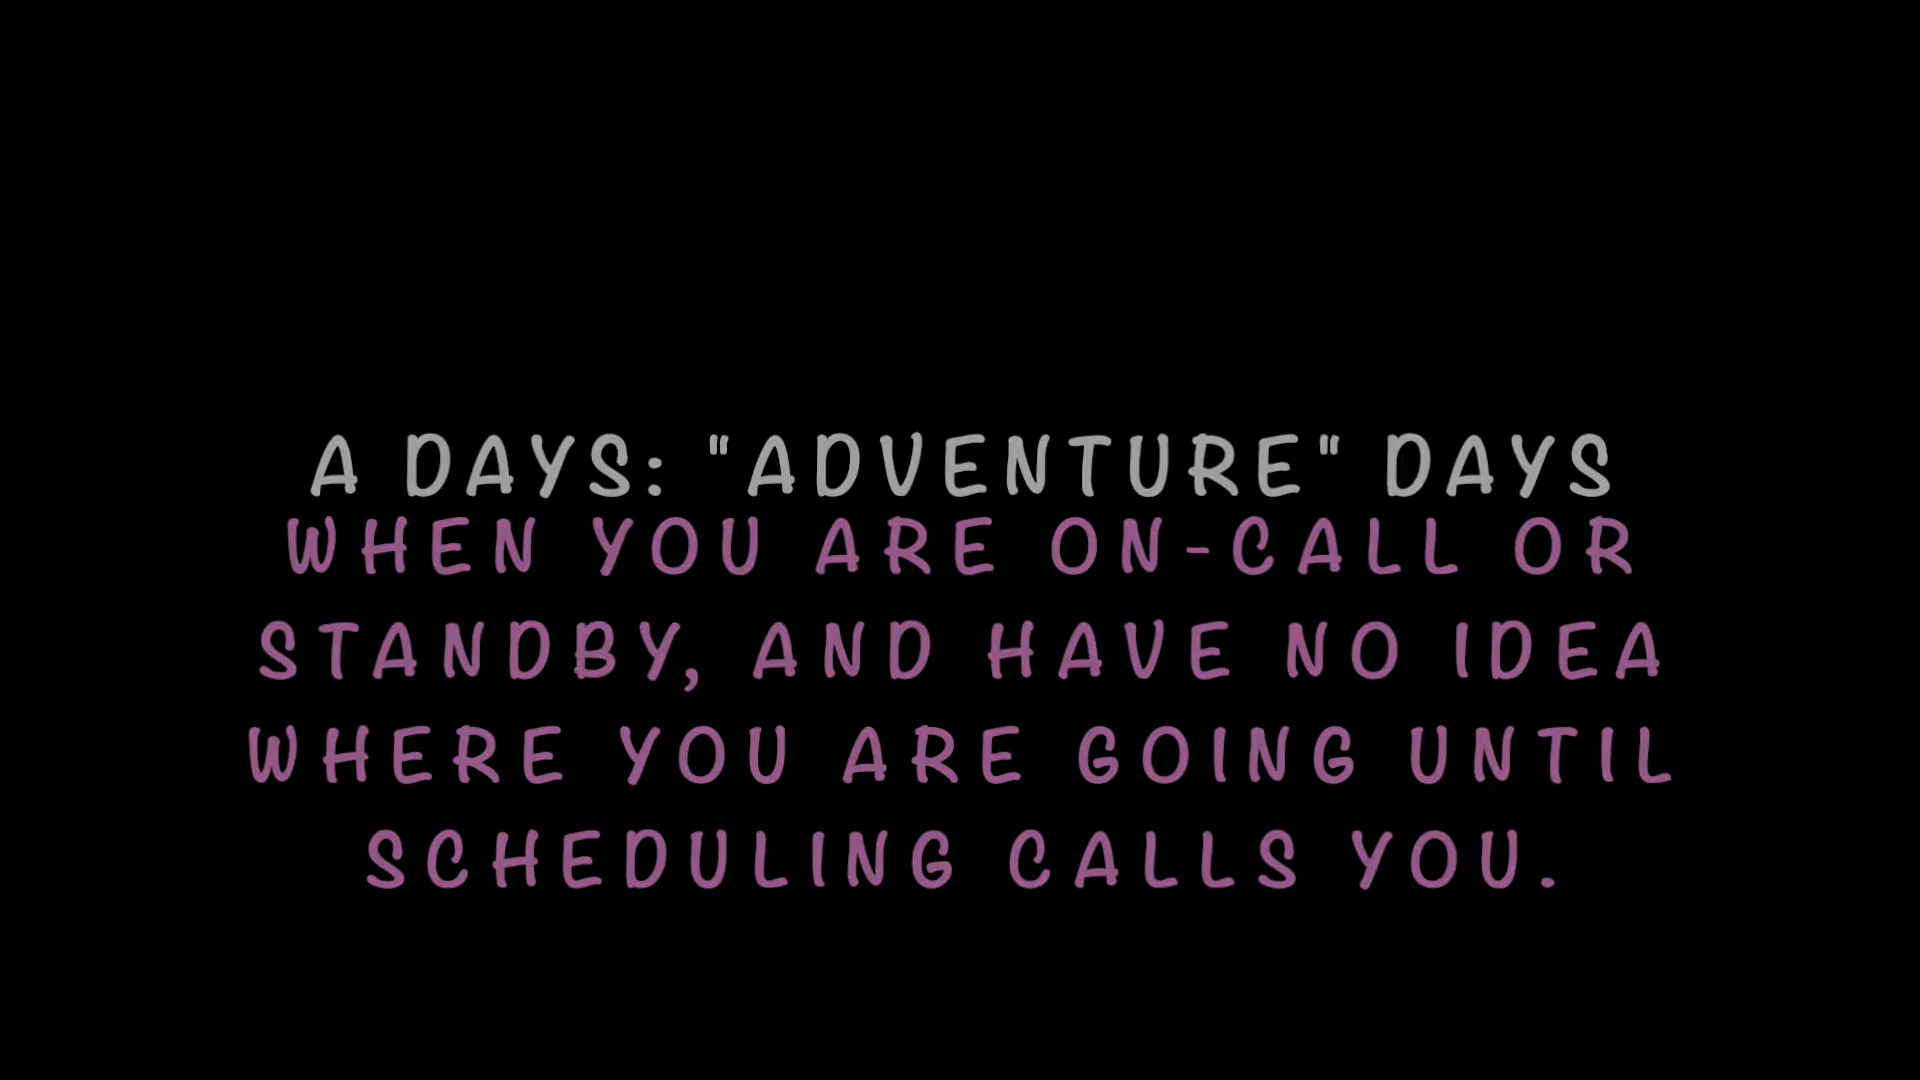 A DAYS: "ADVENTURE" DAYS
WHEN YOU ARE ON-CALL OR
STANDBY, AND HAVE NO IDEA
WHERE YOU ARE GOING UNTIL
SCHEDULING CALLS YOU.